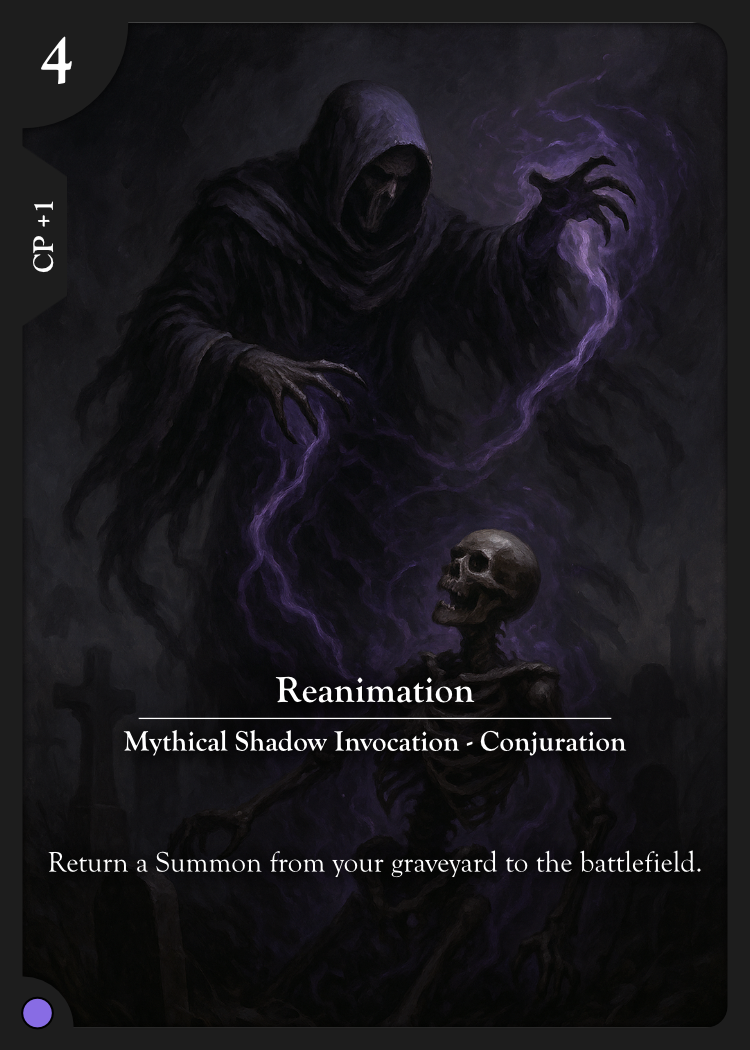 4
CP +1
Reanimation
Mythical Shadow Invocation - Conjuration
Return a Summon from your graveyard to the battlefield.